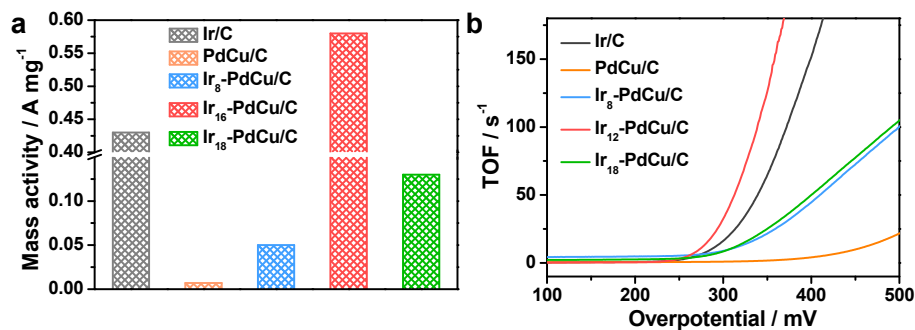 a
Mass activity / A mg⁻¹
0.60
0.55
0.50
0.45
0.40
0.10
0.05
0.00
Ir/C
PdCu/C
Ir₈-PdCu/C
Ir₁₆-PdCu/C
Ir₁₈-PdCu/C
b
TOF / s⁻¹
150
100
50
0
Ir/C
PdCu/C
Ir₈-PdCu/C
Ir₁₂-PdCu/C
Ir₁₈-PdCu/C
100 200 300 400 500
Overpotential / mV